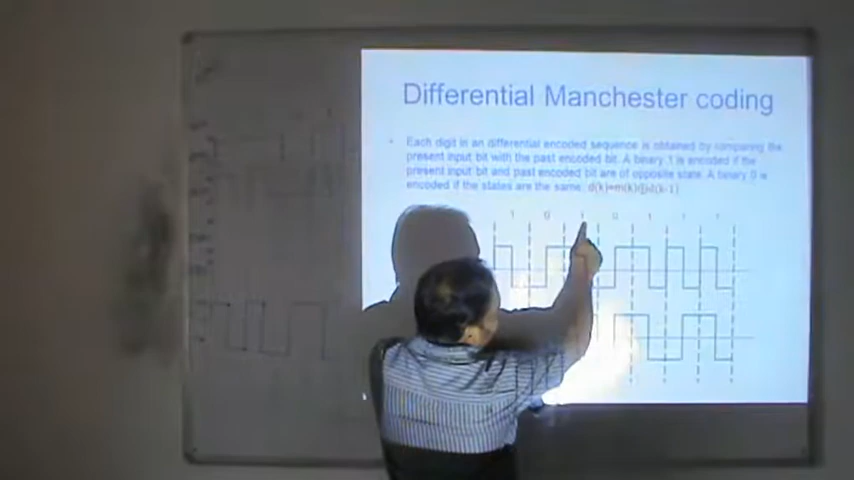 Differential Manchester coding
• Each digit in an differential encoded sequence is obtained by comparing the
present input bit with the past encoded bit. A binary 1 is encoded if the
present input bit and past encoded bit are of opposite state. A binary 0 is
encoded if the states are the same.
1 0 1 0 1 1 1